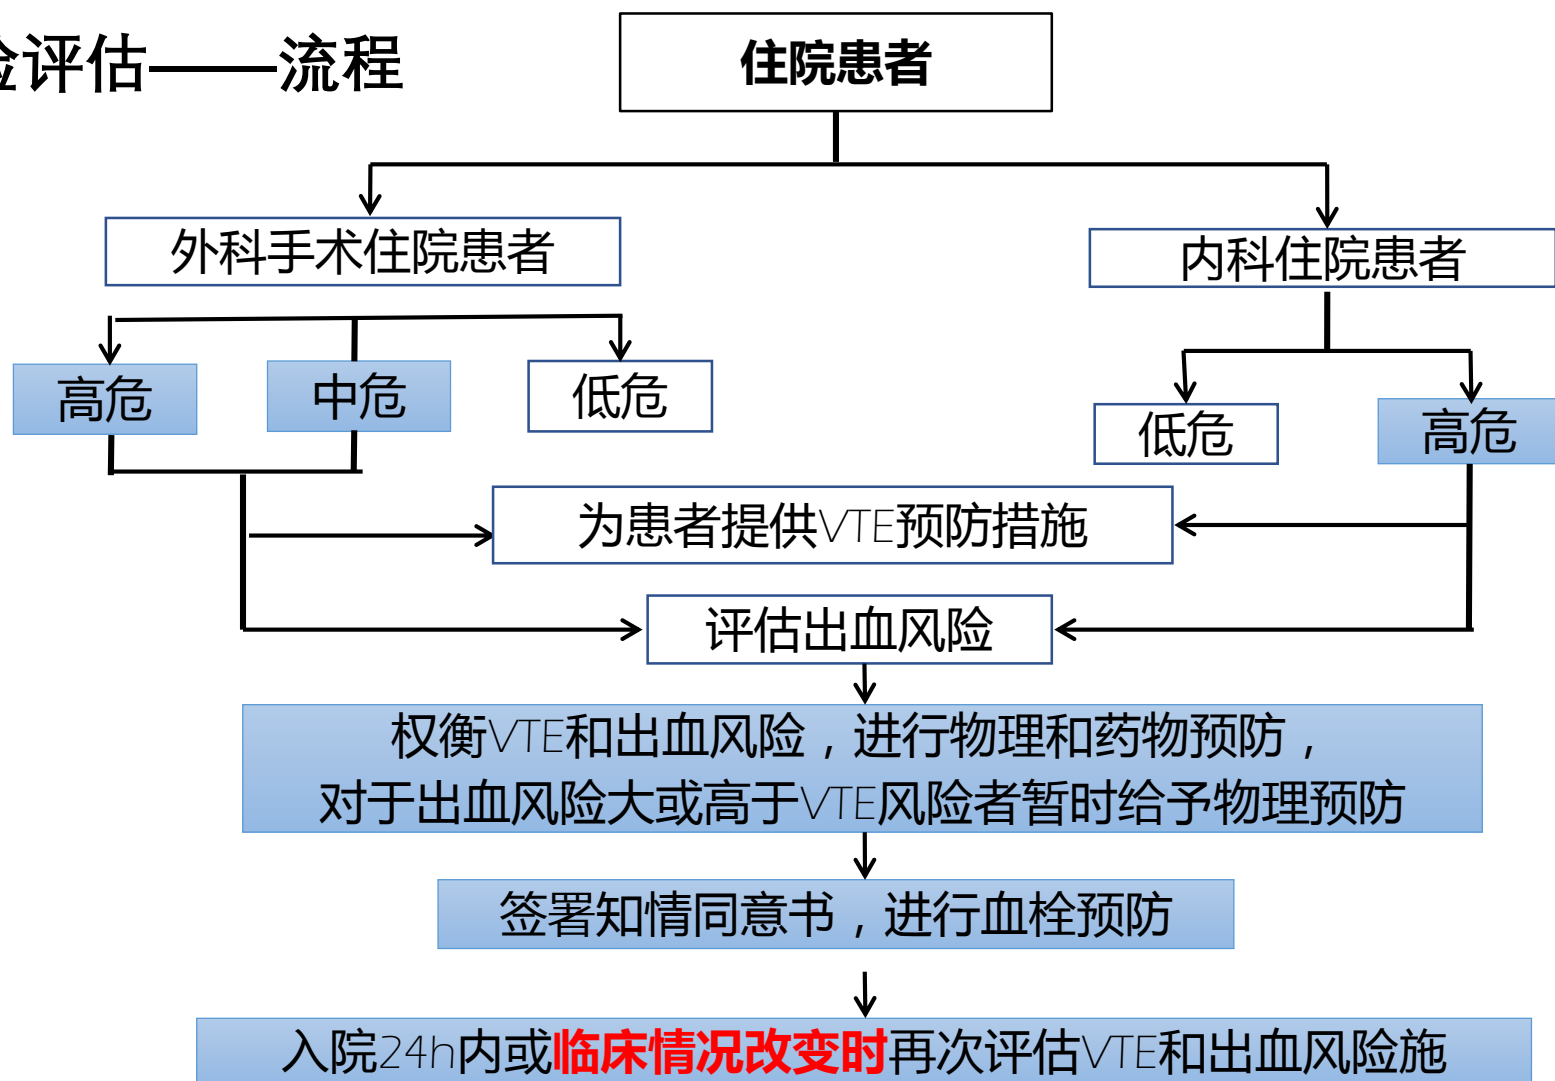 评估——流程
住院患者
外科手术住院患者
内科住院患者
高危
中危
低危
低危
高危
为患者提供VTE预防措施
评估出血风险
权衡VTE和出血风险，进行物理和药物预防，
对于出血风险大或高于VTE风险者暂时给予物理预防
签署知情同意书，进行血栓预防
入院24h内或临床情况改变时再次评估VTE和出血风险施